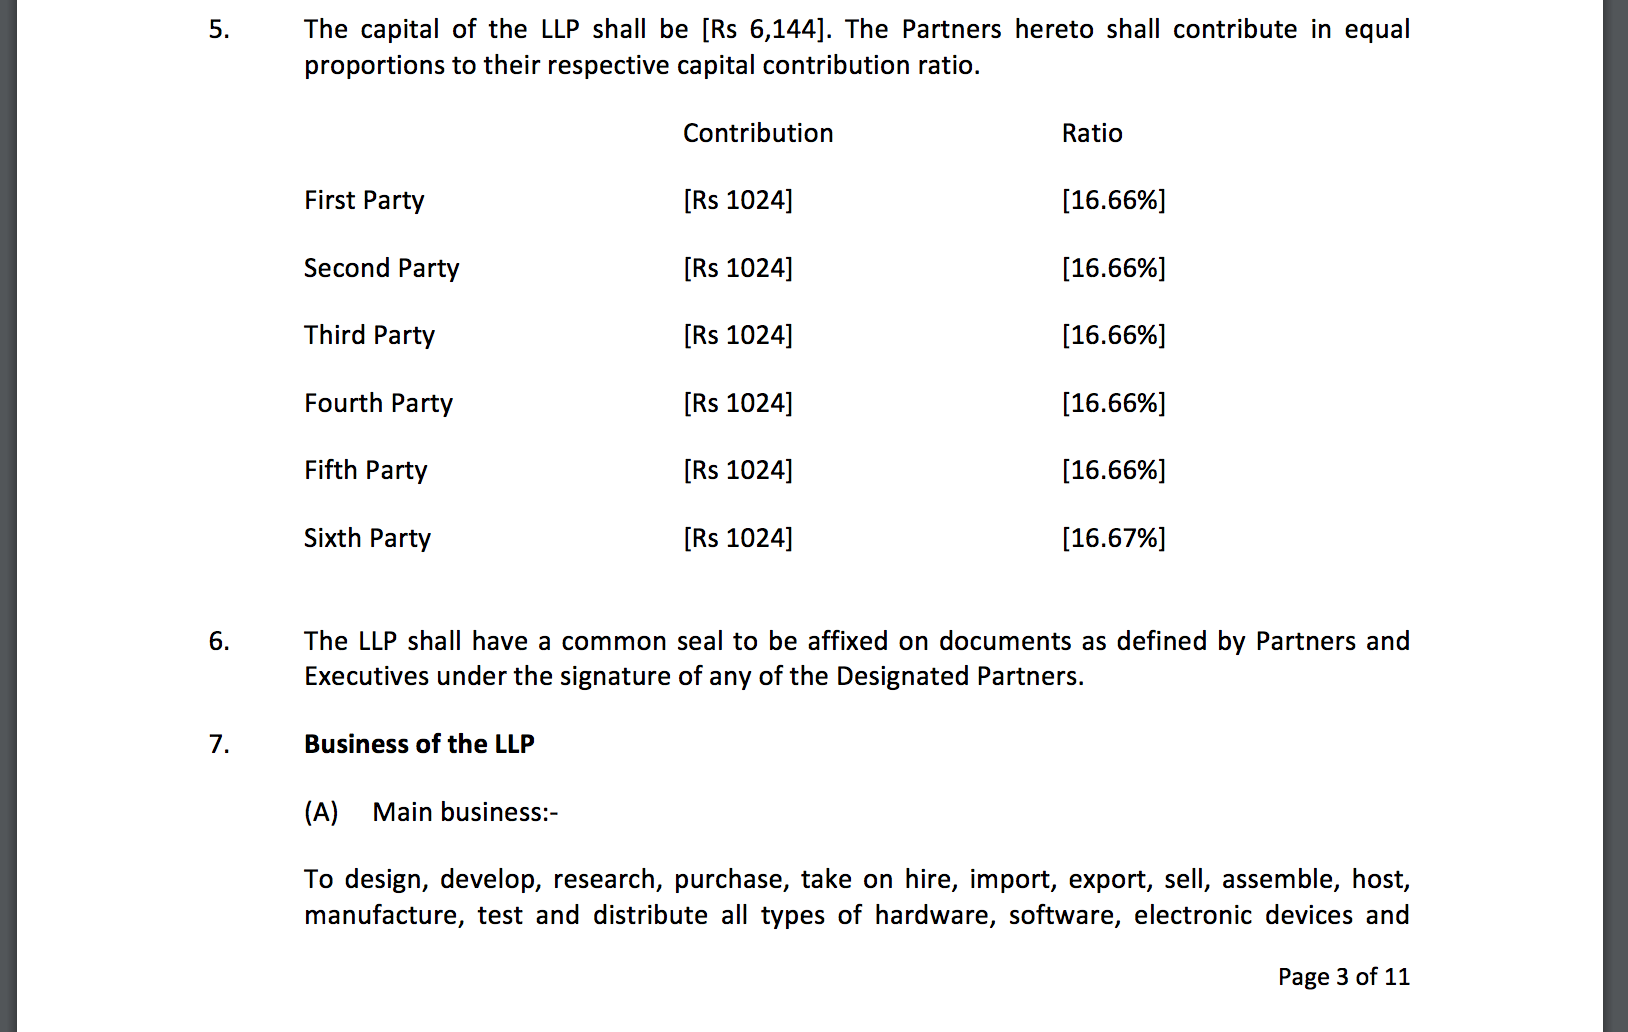 5. The capital of the LLP shall be [Rs 6,144]. The Partners hereto shall contribute in equal
proportions to their respective capital contribution ratio.
Contribution Ratio
First Party [Rs 1024] [16.66%]
Second Party [Rs 1024] [16.66%]
Third Party [Rs 1024] [16.66%]
Fourth Party [Rs 1024] [16.66%]
Fifth Party [Rs 1024] [16.66%]
Sixth Party [Rs 1024] [16.67%]
6. The LLP shall have a common seal to be affixed on documents as defined by Partners and
Executives under the signature of any of the Designated Partners.
7. Business of the LLP
(A) Main business:-
To design, develop, research, purchase, take on hire, import, export, sell, assemble, host,
manufacture, test and distribute all types of hardware, software, electronic devices and
Page 3 of 11